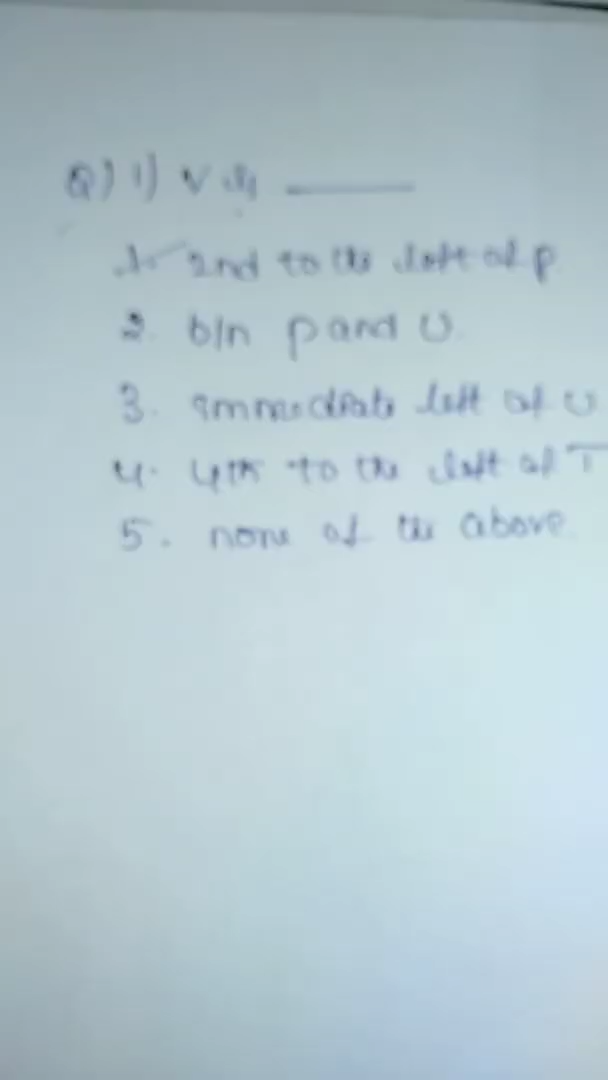 Q) 1) V is ____
1. 2nd to the left of P.
2. b/n P and U.
3. immediate left of U
4. 4th to the left of T
5. none of the above.